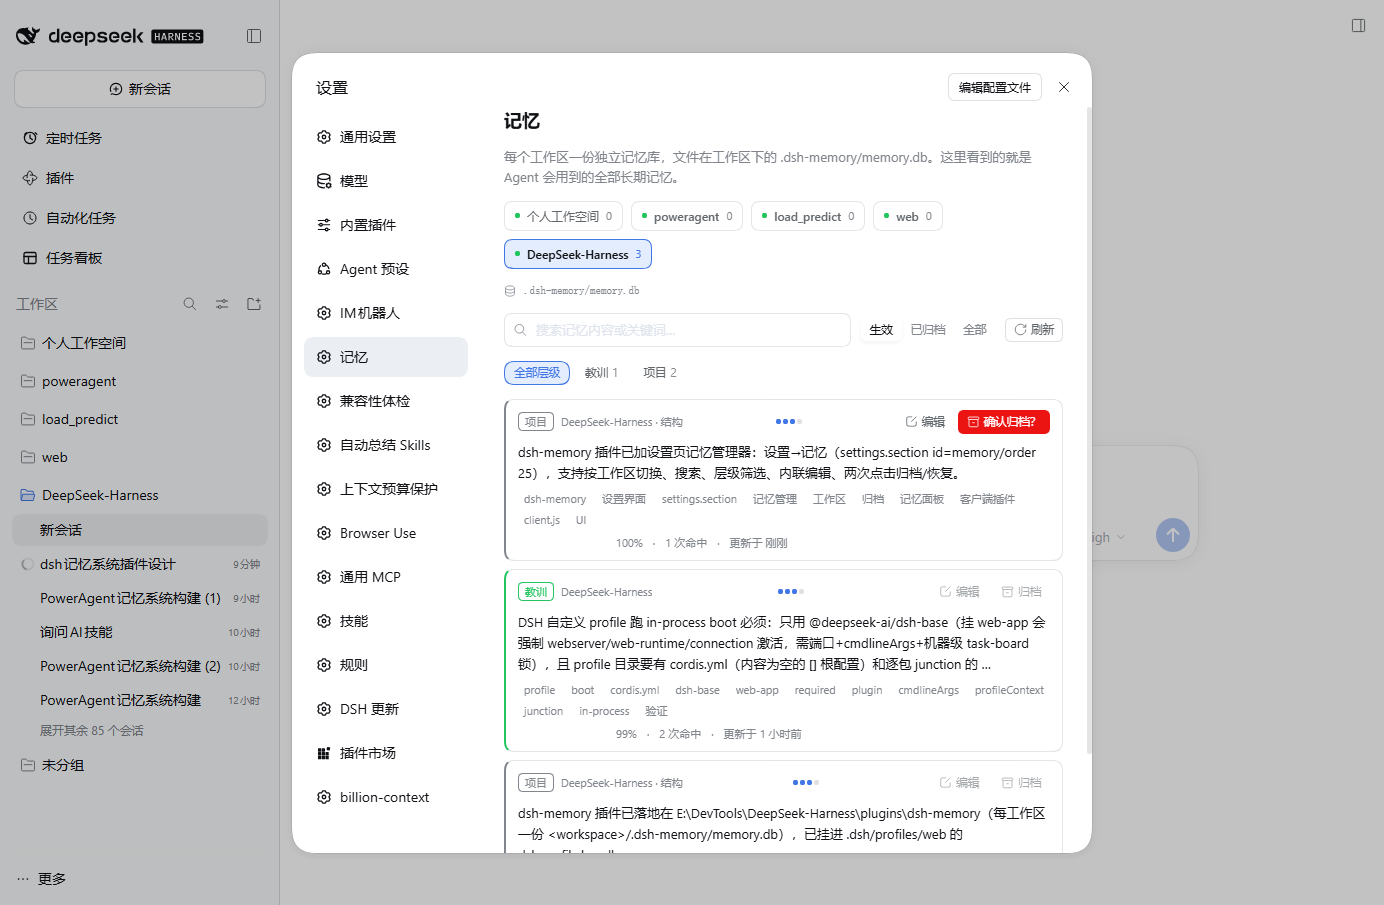 deepseek HARNESS
新会话
定时任务
插件
自动化任务
任务看板
工作区
个人工作空间
poweragent
load_predict
web
DeepSeek-Harness
新会话
dsh记忆系统插件设计 9分钟
PowerAgent记忆系统构建 (1) 9小时
询问AI技能 10小时
PowerAgent记忆系统构建 (2) 10小时
PowerAgent记忆系统构建 12小时
展开其余 85 个会话
未分组
更多
设置
编辑配置文件
通用设置
模型
内置插件
Agent 预设
IM机器人
记忆
兼容性体检
自动总结 Skills
上下文预算保护
Browser Use
通用 MCP
技能
规则
DSH 更新
插件市场
billion-context
记忆
每个工作区一份独立记忆库，文件在工作区下的 .dsh-memory/memory.db。这里看到的就是
Agent 会用到的全部长期记忆。
个人工作空间 0 poweragent 0 load_predict 0 web 0
DeepSeek-Harness 3
.dsh-memory/memory.db
搜索记忆内容或关键词... 生效 已归档 全部 刷新
全部层级 教训 1 项目 2
项目 DeepSeek-Harness · 结构 编辑 确认归档?
dsh-memory 插件已加设置页记忆管理器：设置→记忆（settings.section id=memory/order
25），支持按工作区切换、搜索、层级筛选、内联编辑、两次点击归档/恢复。
dsh-memory 设置界面 settings.section 记忆管理 工作区 归档 记忆面板 客户端插件
client.js UI
100% · 1 次命中 · 更新于 刚刚
教训 DeepSeek-Harness 编辑 归档
DSH 自定义 profile 跑 in-process boot 必须：只用 @deepseek-ai/dsh-base（挂 web-app 会
强制 webserver/web-runtime/connection 激活，需端口+cmdlineArgs+机器级 task-board
锁），且 profile 目录要有 cordis.yml（内容为空的 [] 根配置）和逐包 junction 的 ...
profile boot cordis.yml dsh-base web-app required plugin cmdlineArgs profileContext
junction in-process 验证
99% · 2 次命中 · 更新于 1 小时前
项目 DeepSeek-Harness · 结构 编辑 归档
dsh-memory 插件已落地在 E:\DevTools\DeepSeek-Harness\plugins\dsh-memory（每工作区
一份 <workspace>/.dsh-memory/memory.db），已挂进 .dsh/profiles/web 的
igh